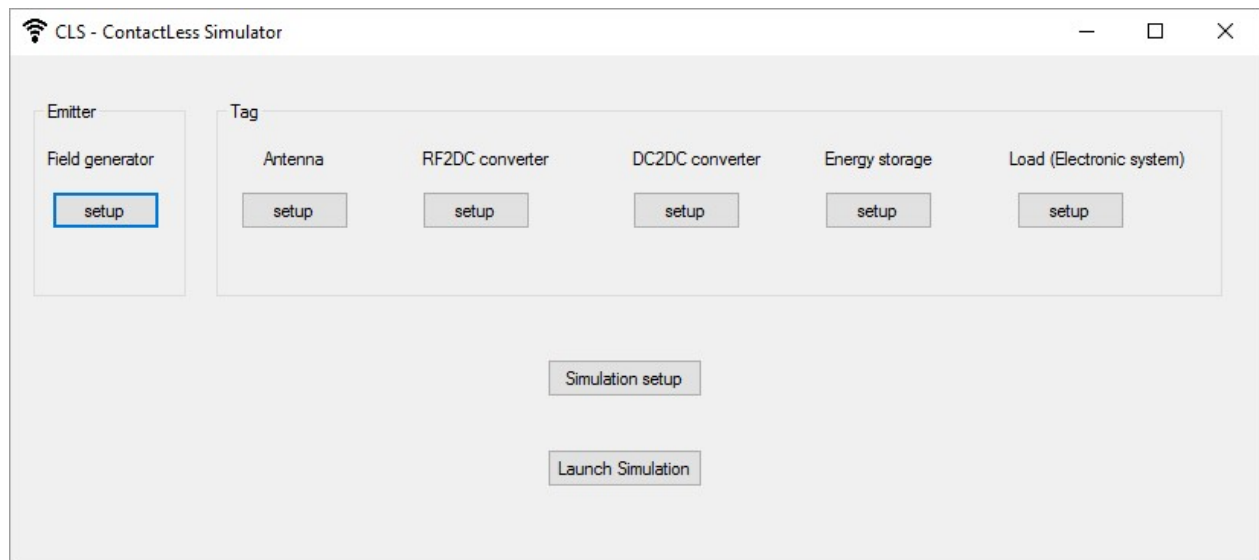 CLS - ContactLess Simulator
Emitter
Tag
Field generator
Antenna
RF2DC converter
DC2DC converter
Energy storage
Load (Electronic system)
setup
setup
setup
setup
setup
setup
Simulation setup
Launch Simulation